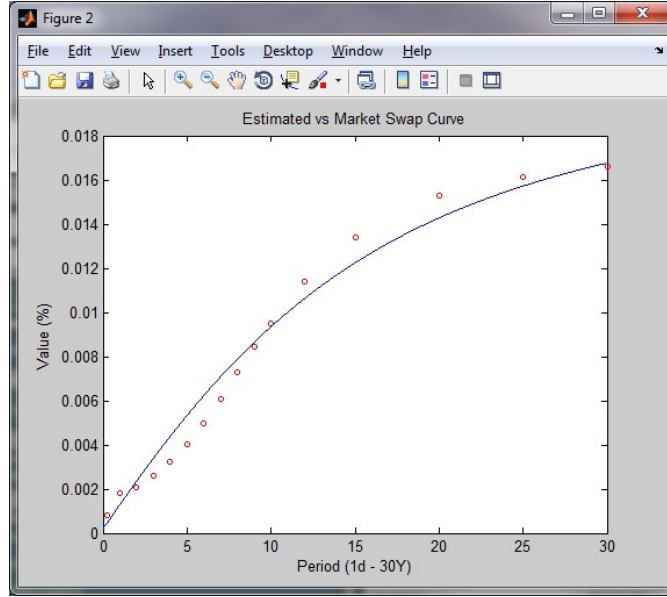 Figure 2
File Edit View Insert Tools Desktop Window Help
Estimated vs Market Swap Curve
0.018
0.016
0.014
0.012
0.01
0.008
0.006
0.004
0.002
0
Value (%)
0 5 10 15 20 25 30
Period (1d - 30Y)